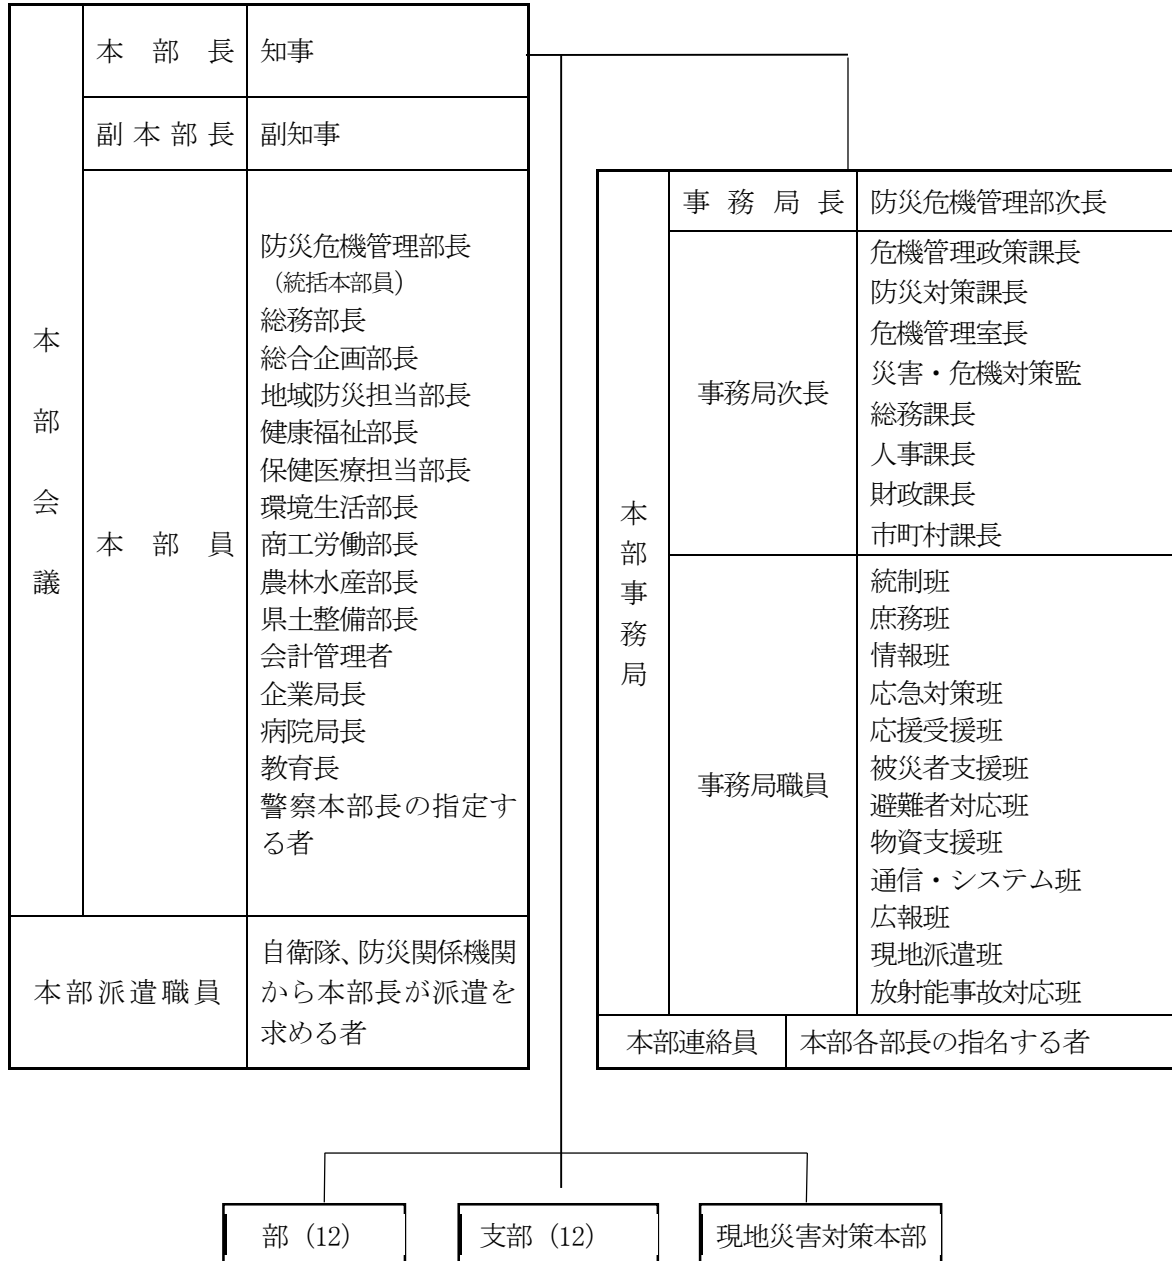 本部会議
本部長
知事
副本部長
副知事
本部員
防災危機管理部長
（統括本部員）
総務部長
総合企画部長
地域防災担当部長
健康福祉部長
保健医療担当部長
環境生活部長
商工労働部長
農林水産部長
県土整備部長
会計管理者
企業局長
病院局長
教育長
警察本部長の指定す
る者
本部派遣職員
自衛隊、防災関係機関
から本部長が派遣を
求める者
本部事務局
事務局長
防災危機管理部次長
事務局次長
危機管理政策課長
防災対策課長
危機管理室長
災害・危機対策監
総務課長
人事課長
財政課長
市町村課長
事務局職員
統制班
庶務班
情報班
応急対策班
応援受援班
被災者支援班
避難者対応班
物資支援班
通信・システム班
広報班
現地派遣班
放射能事故対応班
本部連絡員
本部各部長の指名する者
部（12）
支部（12）
現地災害対策本部